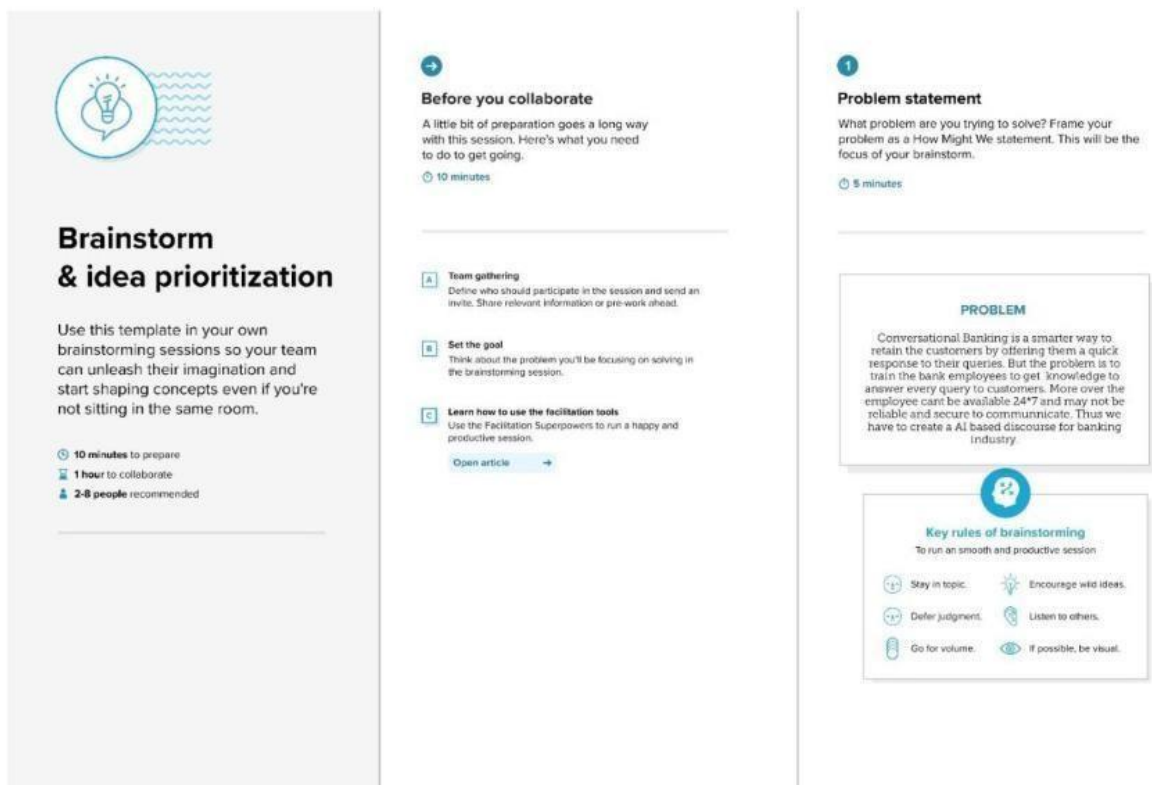 Brainstorm
& idea prioritization
Use this template in your own
brainstorming sessions so your team
can unleash their imagination and
start shaping concepts even if you're
not sitting in the same room.
10 minutes to prepare
1 hour to collaborate
2-8 people recommended
Before you collaborate
A little bit of preparation goes a long way
with this session. Here's what you need
to do to get going.
10 minutes
A
Team gathering
Define who should participate in the session and send an
invite. Share relevant information or pre-work ahead.
B
Set the goal
Think about the problem you'll be focusing on solving in
the brainstorming session.
C
Learn how to use the facilitation tools
Use the Facilitation Superpowers to run a happy and
productive session.
Open article
1
Problem statement
What problem are you trying to solve? Frame your
problem as a How Might We statement. This will be the
focus of your brainstorm.
5 minutes
PROBLEM
Conversational Banking is a smarter way to
retain the customers by offering them a quick
response to their queries. But the problem is to
train the bank employees to get knowledge to
answer every query to customers. More over the
employee cant be available 24*7 and may not be
reliable and secure to communnicate. Thus we
have to create a AI based discourse for banking
industry.
Key rules of brainstorming
To run an smooth and productive session
Stay in topic.
Encourage wild ideas.
Defer judgment.
Listen to others.
Go for volume.
If possible, be visual.